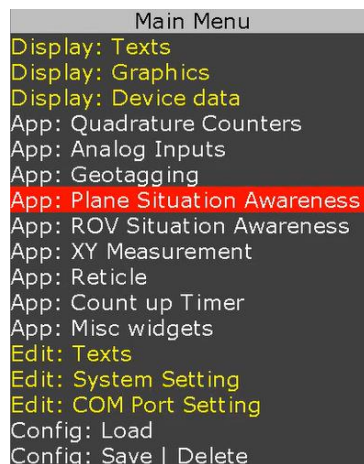 Main Menu
Display: Texts
Display: Graphics
Display: Device data
App: Quadrature Counters
App: Analog Inputs
App: Geotagging
App: Plane Situation Awareness
App: ROV Situation Awareness
App: XY Measurement
App: Reticle
App: Count up Timer
App: Misc widgets
Edit: Texts
Edit: System Setting
Edit: COM Port Setting
Config: Load
Config: Save | Delete